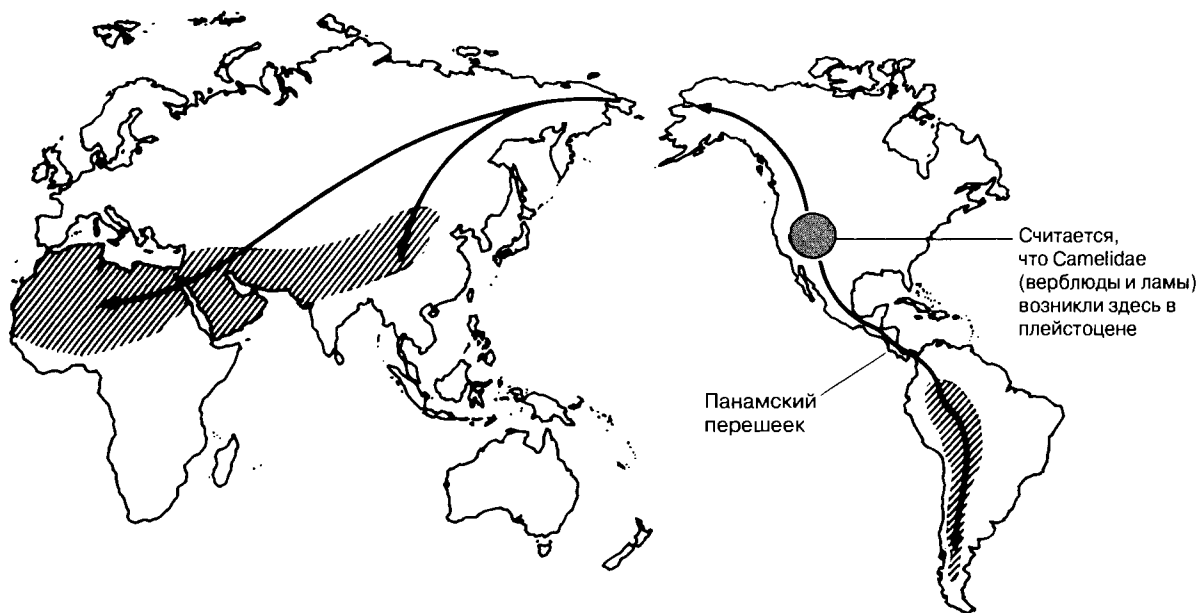 Считается,
что Camelidae
(верблюды и ламы)
возникли здесь в
плейстоцене
Панамский
перешеек